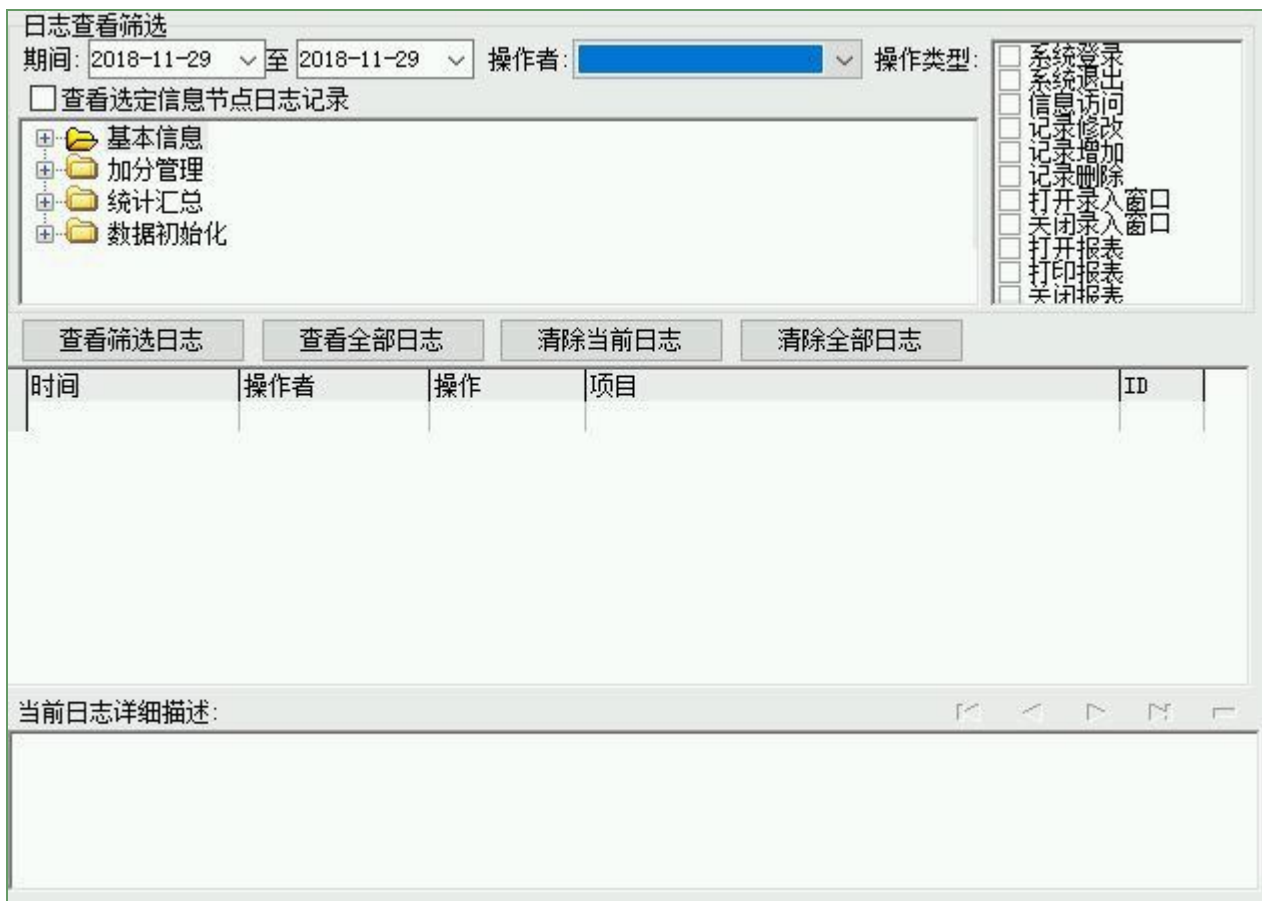 日志查看筛选
期间: 2018-11-29 至 2018-11-29 操作者: 操作类型:
系统登录
系统退出
信息访问
记录修改
记录增加
记录删除
打开录入窗口
关闭录入窗口
打开报表
打印报表
关闭报表
查看选定信息节点日志记录
基本信息
加分管理
统计汇总
数据初始化
查看筛选日志 查看全部日志 清除当前日志 清除全部日志
时间 操作者 操作 项目 ID
当前日志详细描述: